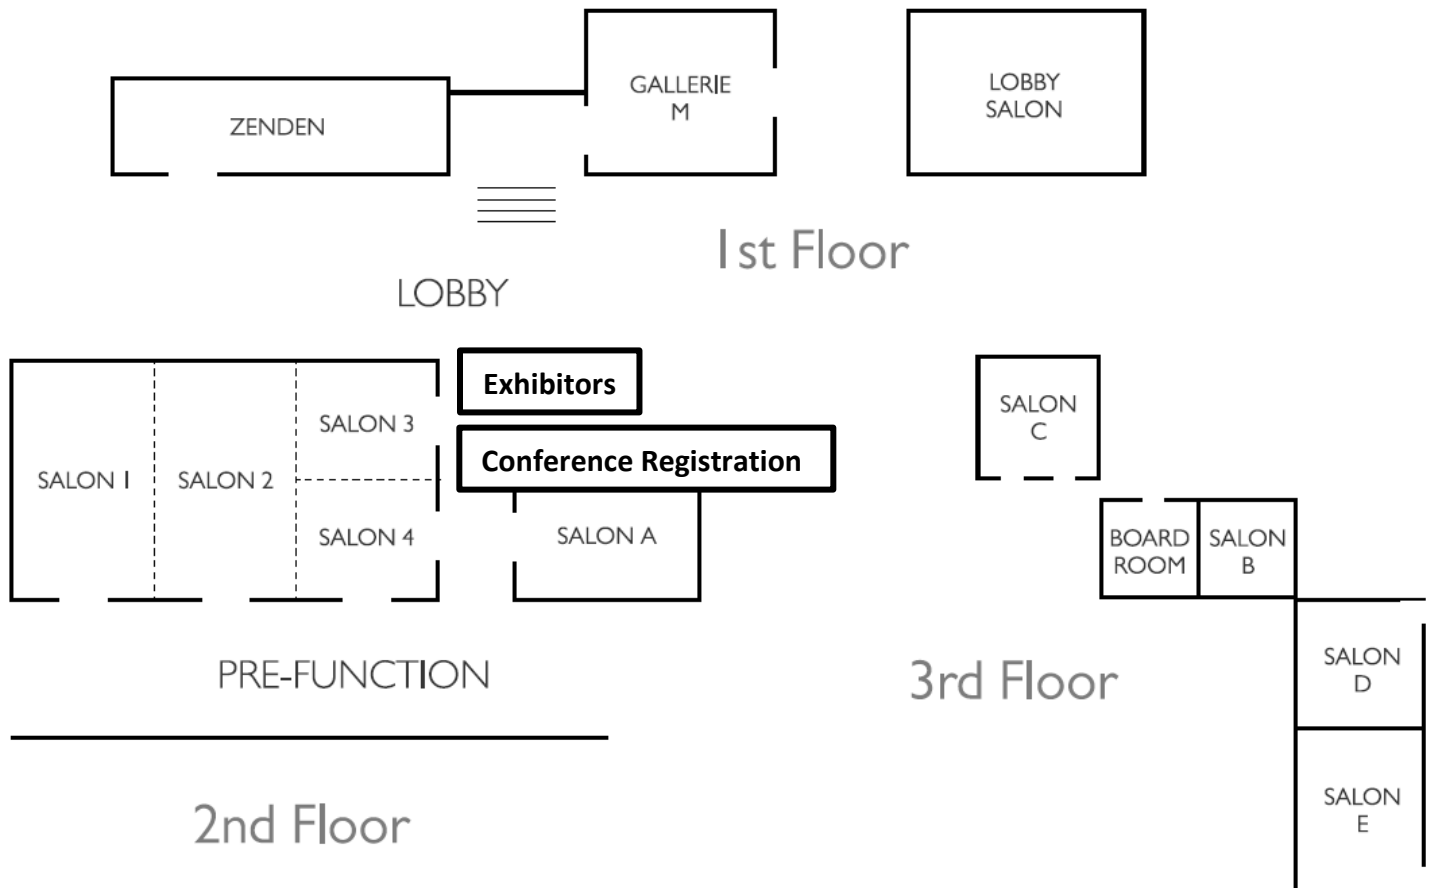 ZENDEN
GALLERIE
M
LOBBY
SALON
1st Floor
LOBBY
Exhibitors
Conference Registration
SALON 1
SALON 2
SALON 3
SALON 4
SALON A
PRE-FUNCTION
2nd Floor
SALON
C
BOARD
ROOM
SALON
B
SALON
D
SALON
E
3rd Floor